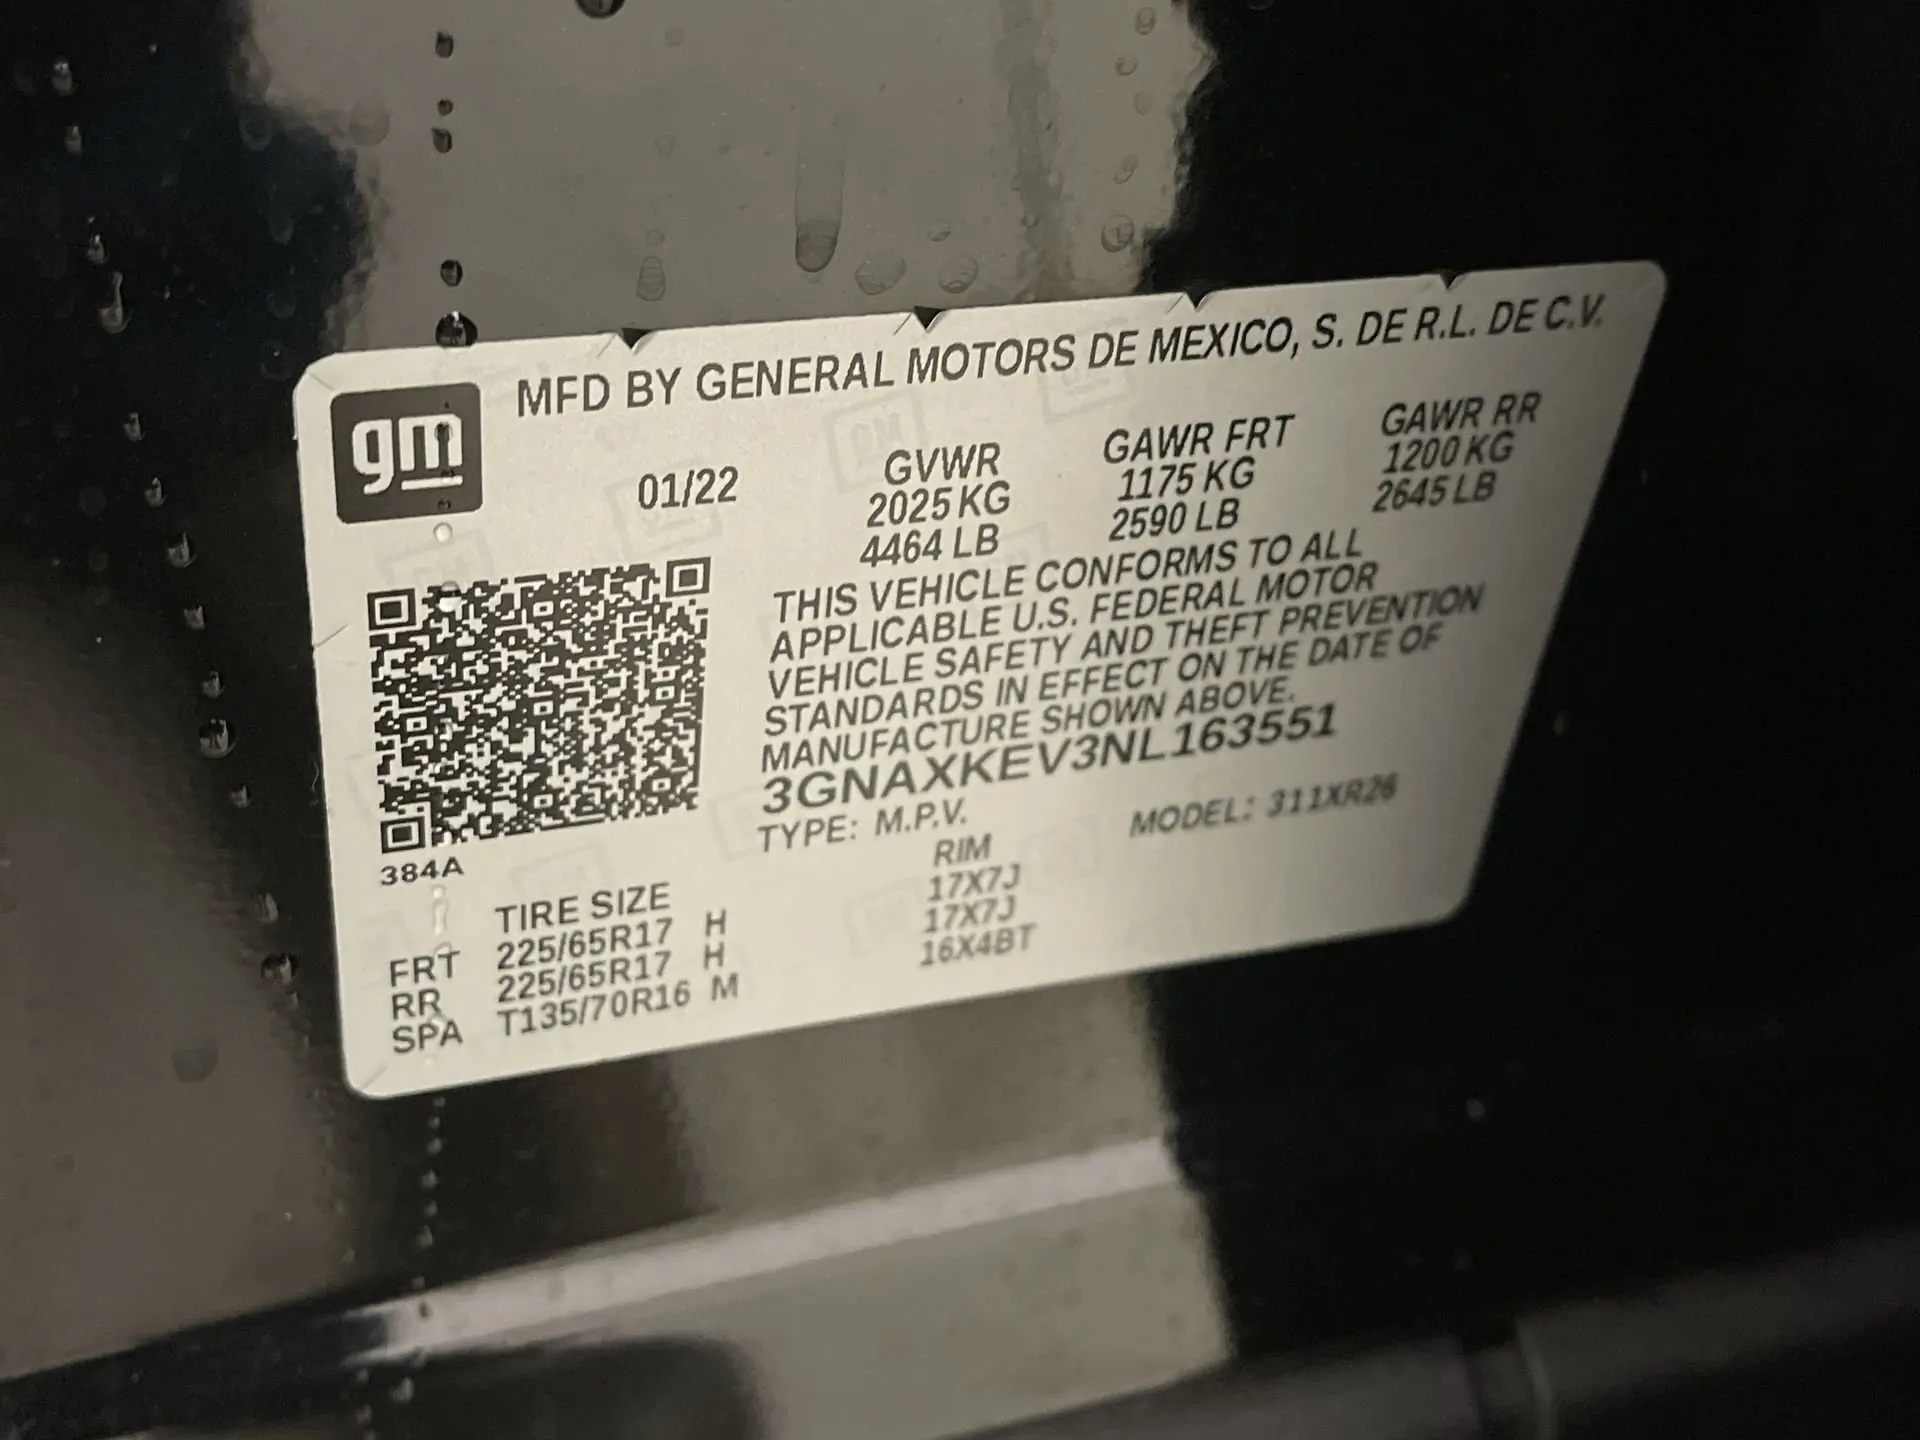 MFD BY GENERAL MOTORS DE MEXICO, S. DE R.L. DE C.V.
gm
01/22
GVWR
2025 KG
4464 LB
GAWR FRT
1175 KG
2590 LB
GAWR RR
1200 KG
2645 LB
THIS VEHICLE CONFORMS TO ALL
APPLICABLE U.S. FEDERAL MOTOR
VEHICLE SAFETY AND THEFT PREVENTION
STANDARDS IN EFFECT ON THE DATE OF
MANUFACTURE SHOWN ABOVE.
3GNAXKEV3NL163551
TYPE: M.P.V. MODEL: 311XR26
384A
TIRE SIZE RIM
FRT 225/65R17 H 17X7J
RR 225/65R17 H 17X7J
SPA T135/70R16 M 16X4BT